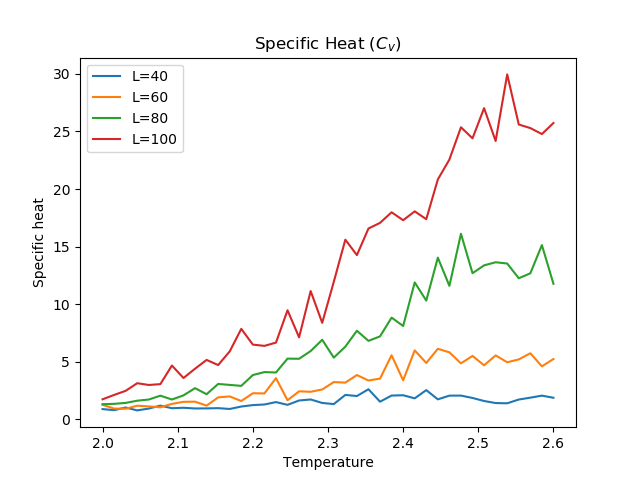 Specific Heat ($C_v$)
L=40
L=60
L=80
L=100
Specific heat
30
25
20
15
10
5
0
2.0 2.1 2.2 2.3 2.4 2.5 2.6
Temperature